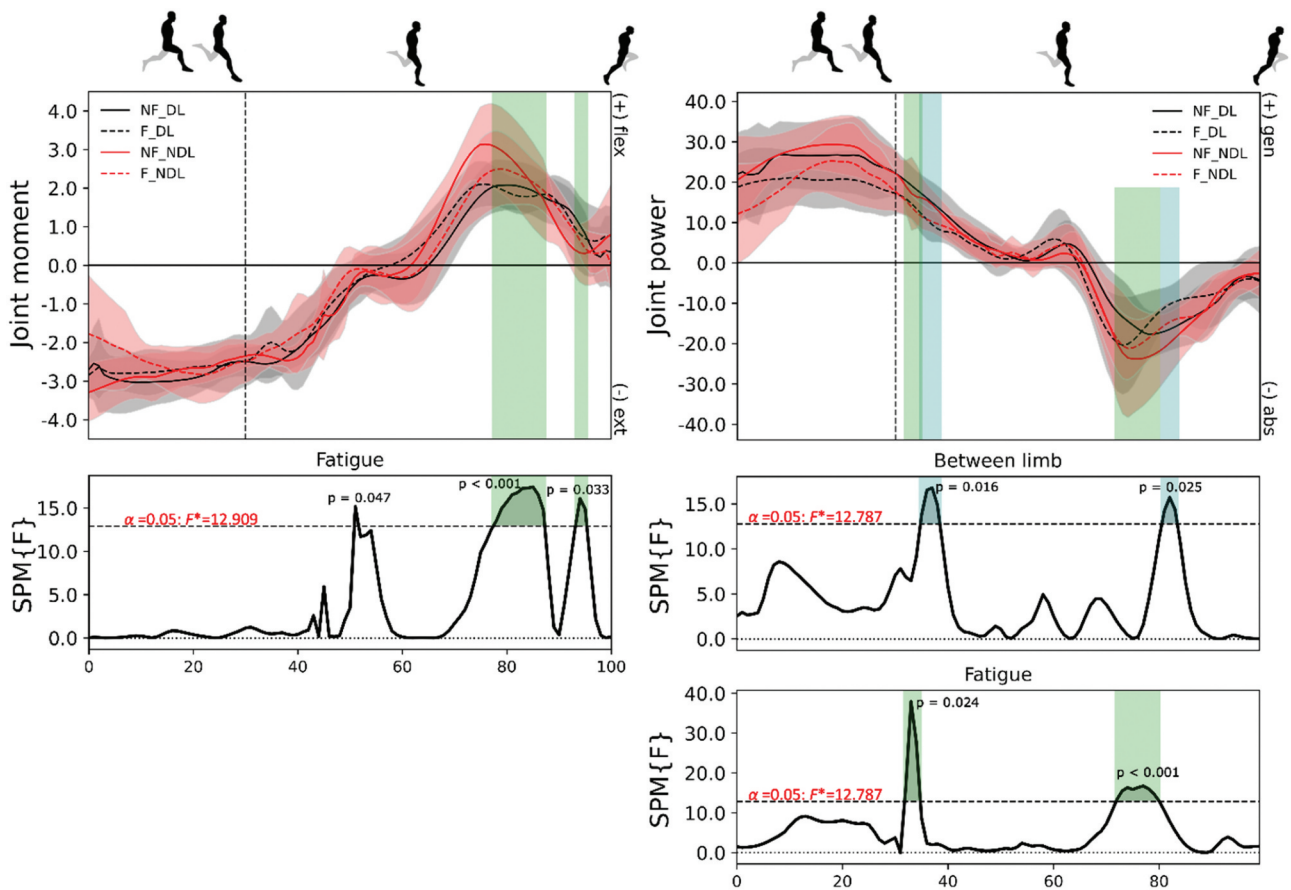 4.0
3.0
2.0
1.0
0.0
-1.0
-2.0
-3.0
-4.0
Joint moment
NF_DL
F_DL
NF_NDL
F_NDL
(+) flex
(-) ext
Fatigue
15.0
10.0
5.0
0.0
SPM{F}
α=0.05: F*=12.909
p = 0.047
p < 0.001
p = 0.033
0 20 40 60 80 100
40.0
30.0
20.0
10.0
0.0
-10.0
-20.0
-30.0
-40.0
Joint power
NF_DL
F_DL
NF_NDL
F_NDL
(+) gen
(-) abs
Between limb
15.0
10.0
5.0
0.0
SPM{F}
α=0.05: F*=12.787
p = 0.016
p = 0.025
Fatigue
40.0
30.0
20.0
10.0
0.0
SPM{F}
α=0.05: F*=12.787
p = 0.024
p < 0.001
0 20 40 60 80